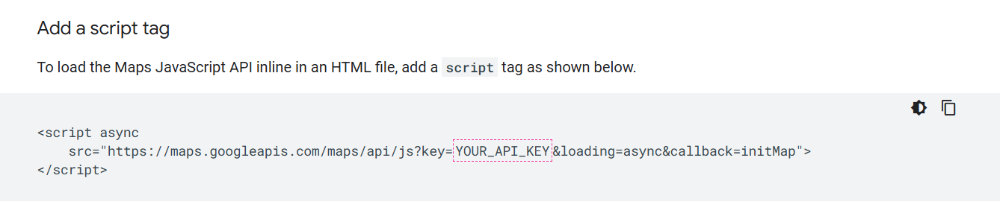 Add a script tag
To load the Maps JavaScript API inline in an HTML file, add a script tag as shown below.
<script async
src="https://maps.googleapis.com/maps/api/js?key=YOUR_API_KEY&loading=async&callback=initMap">
</script>